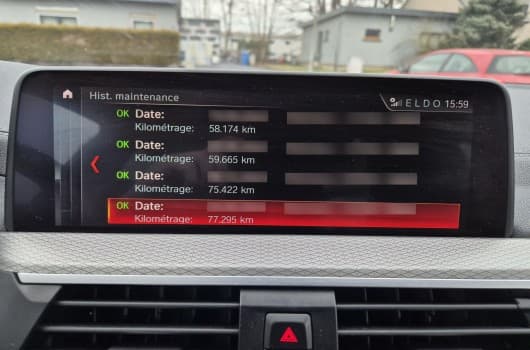 Hist. maintenance
ELDO 15:59
OK Date:
Kilométrage: 58.174 km
OK Date:
Kilométrage: 59.665 km
OK Date:
Kilométrage: 75.422 km
OK Date:
Kilométrage: 77.295 km